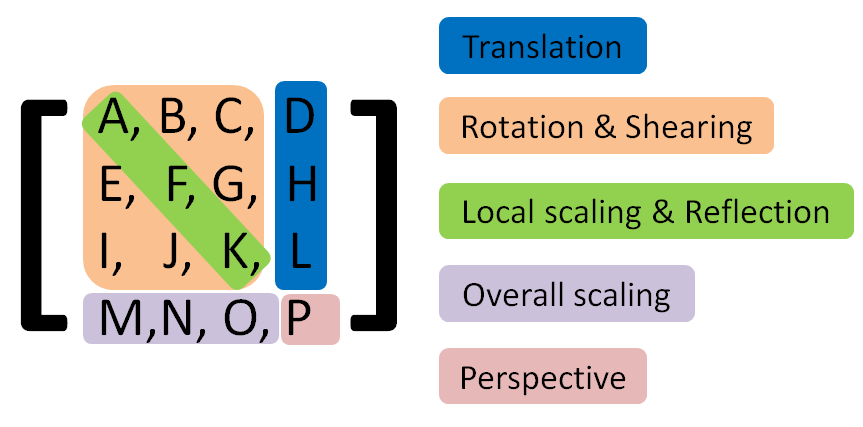 A, B, C, D
E, F, G, H
I, J, K, L
M,N, O, P
Translation
Rotation & Shearing
Local scaling & Reflection
Overall scaling
Perspective